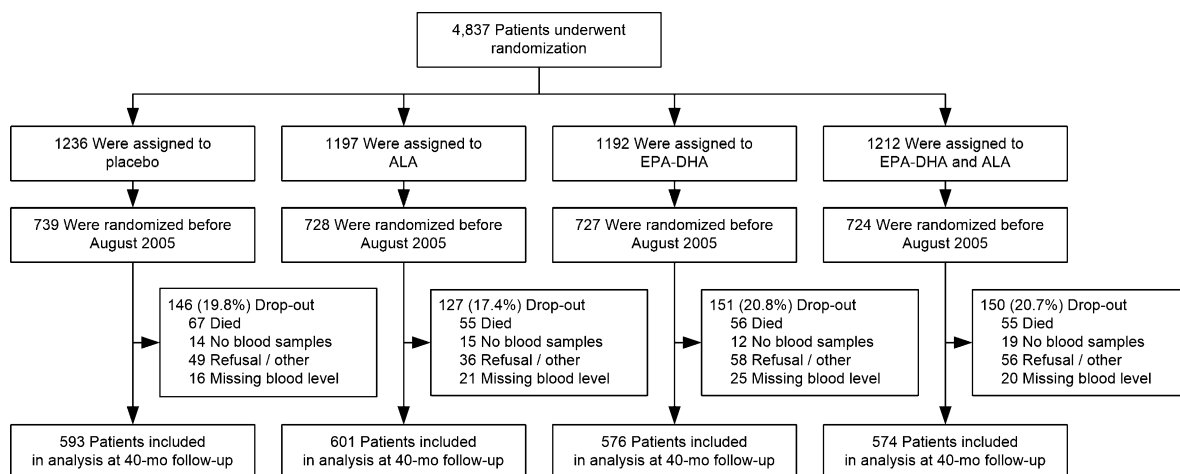 4,837 Patients underwent
randomization
1236 Were assigned to
placebo
1197 Were assigned to
ALA
1192 Were assigned to
EPA-DHA
1212 Were assigned to
EPA-DHA and ALA
739 Were randomized before
August 2005
728 Were randomized before
August 2005
727 Were randomized before
August 2005
724 Were randomized before
August 2005
146 (19.8%) Drop-out
67 Died
14 No blood samples
49 Refusal / other
16 Missing blood level
127 (17.4%) Drop-out
55 Died
15 No blood samples
36 Refusal / other
21 Missing blood level
151 (20.8%) Drop-out
56 Died
12 No blood samples
58 Refusal / other
25 Missing blood level
150 (20.7%) Drop-out
55 Died
19 No blood samples
56 Refusal / other
20 Missing blood level
593 Patients included
in analysis at 40-mo follow-up
601 Patients included
in analysis at 40-mo follow-up
576 Patients included
in analysis at 40-mo follow-up
574 Patients included
in analysis at 40-mo follow-up